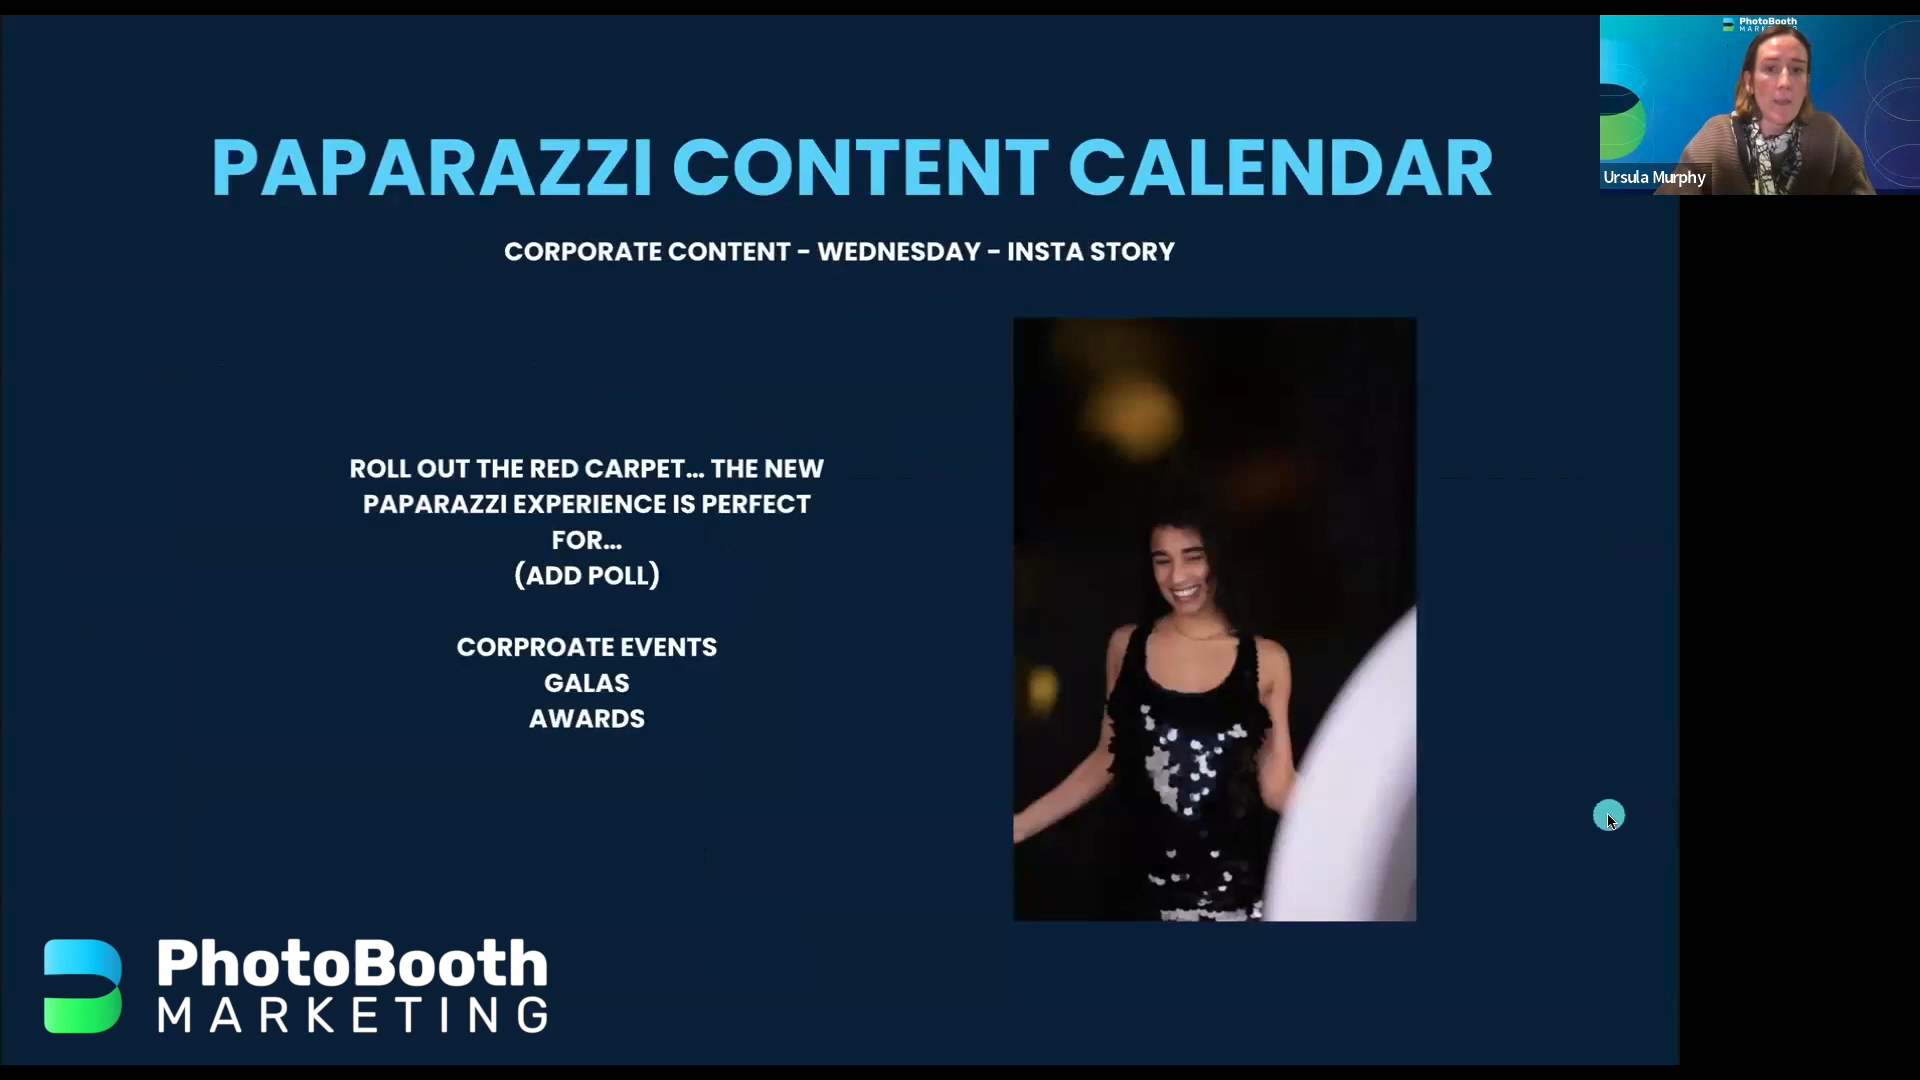 PAPARAZZI CONTENT CALENDAR
CORPORATE CONTENT - WEDNESDAY - INSTA STORY
ROLL OUT THE RED CARPET... THE NEW
PAPARAZZI EXPERIENCE IS PERFECT
FOR...
(ADD POLL)
CORPROATE EVENTS
GALAS
AWARDS
PhotoBooth
MARKETING
PhotoBooth
Ursula Murphy